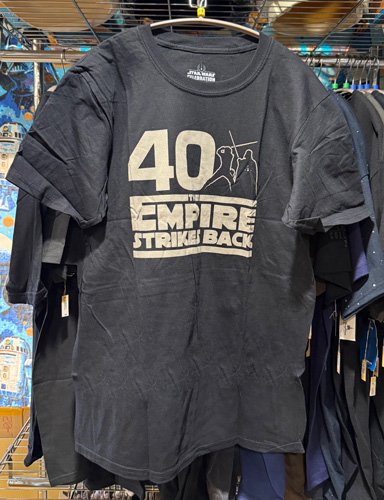 STAR WARS
CELEBRATION
40
THE
EMPIRE
STRIKES BACK